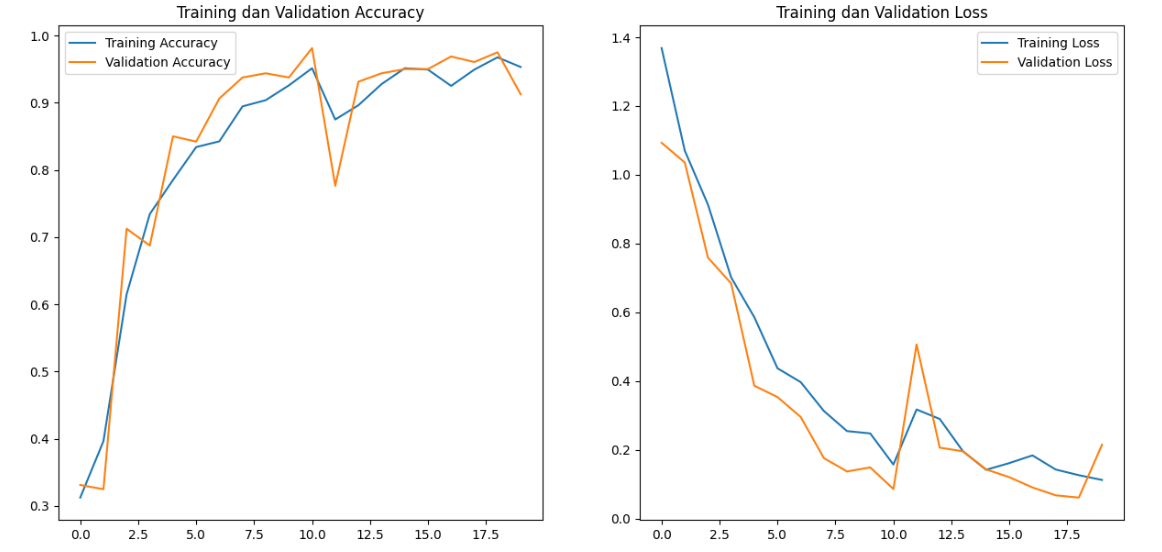 Training dan Validation Accuracy
Training Accuracy
Validation Accuracy
1.0
0.9
0.8
0.7
0.6
0.5
0.4
0.3
0.0 2.5 5.0 7.5 10.0 12.5 15.0 17.5
Training dan Validation Loss
Training Loss
Validation Loss
1.4
1.2
1.0
0.8
0.6
0.4
0.2
0.0
0.0 2.5 5.0 7.5 10.0 12.5 15.0 17.5